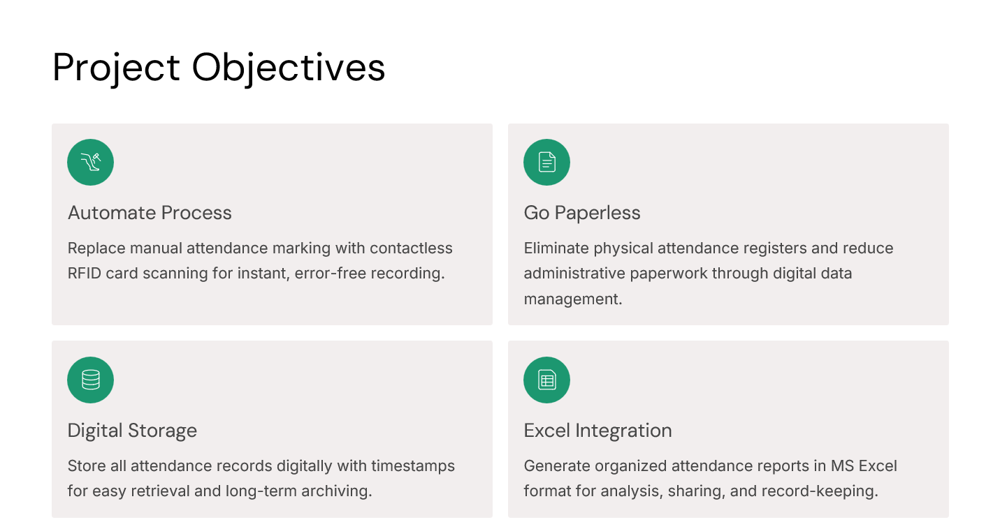 Project Objectives
Automate Process
Replace manual attendance marking with contactless
RFID card scanning for instant, error-free recording.
Go Paperless
Eliminate physical attendance registers and reduce
administrative paperwork through digital data
management.
Digital Storage
Store all attendance records digitally with timestamps
for easy retrieval and long-term archiving.
Excel Integration
Generate organized attendance reports in MS Excel
format for analysis, sharing, and record-keeping.